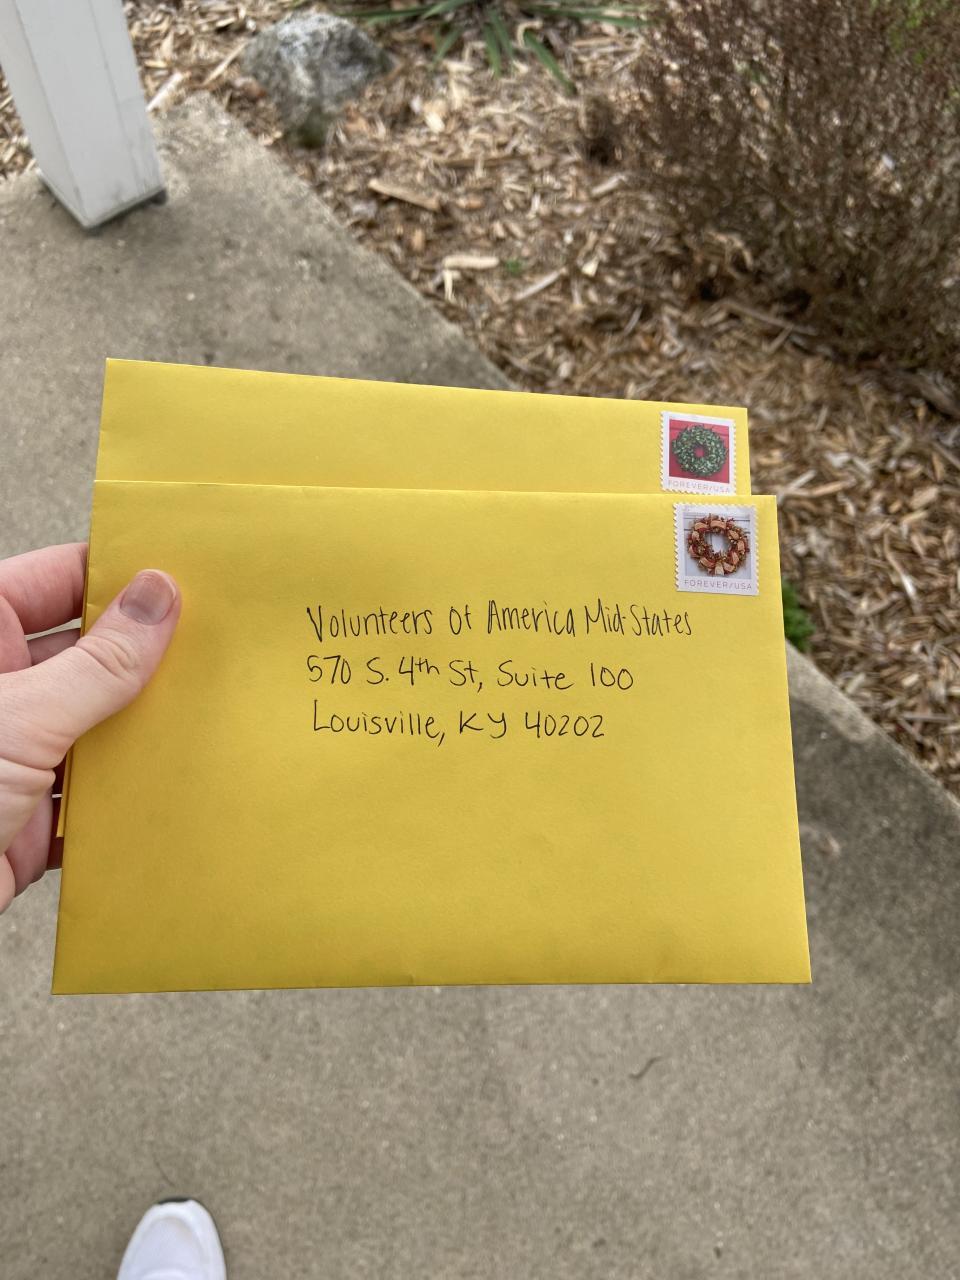 FOREVER/USA
FOREVER/USA
Volunteers of America Mid-States
570 S. 4th St, Suite 100
Louisville, KY 40202